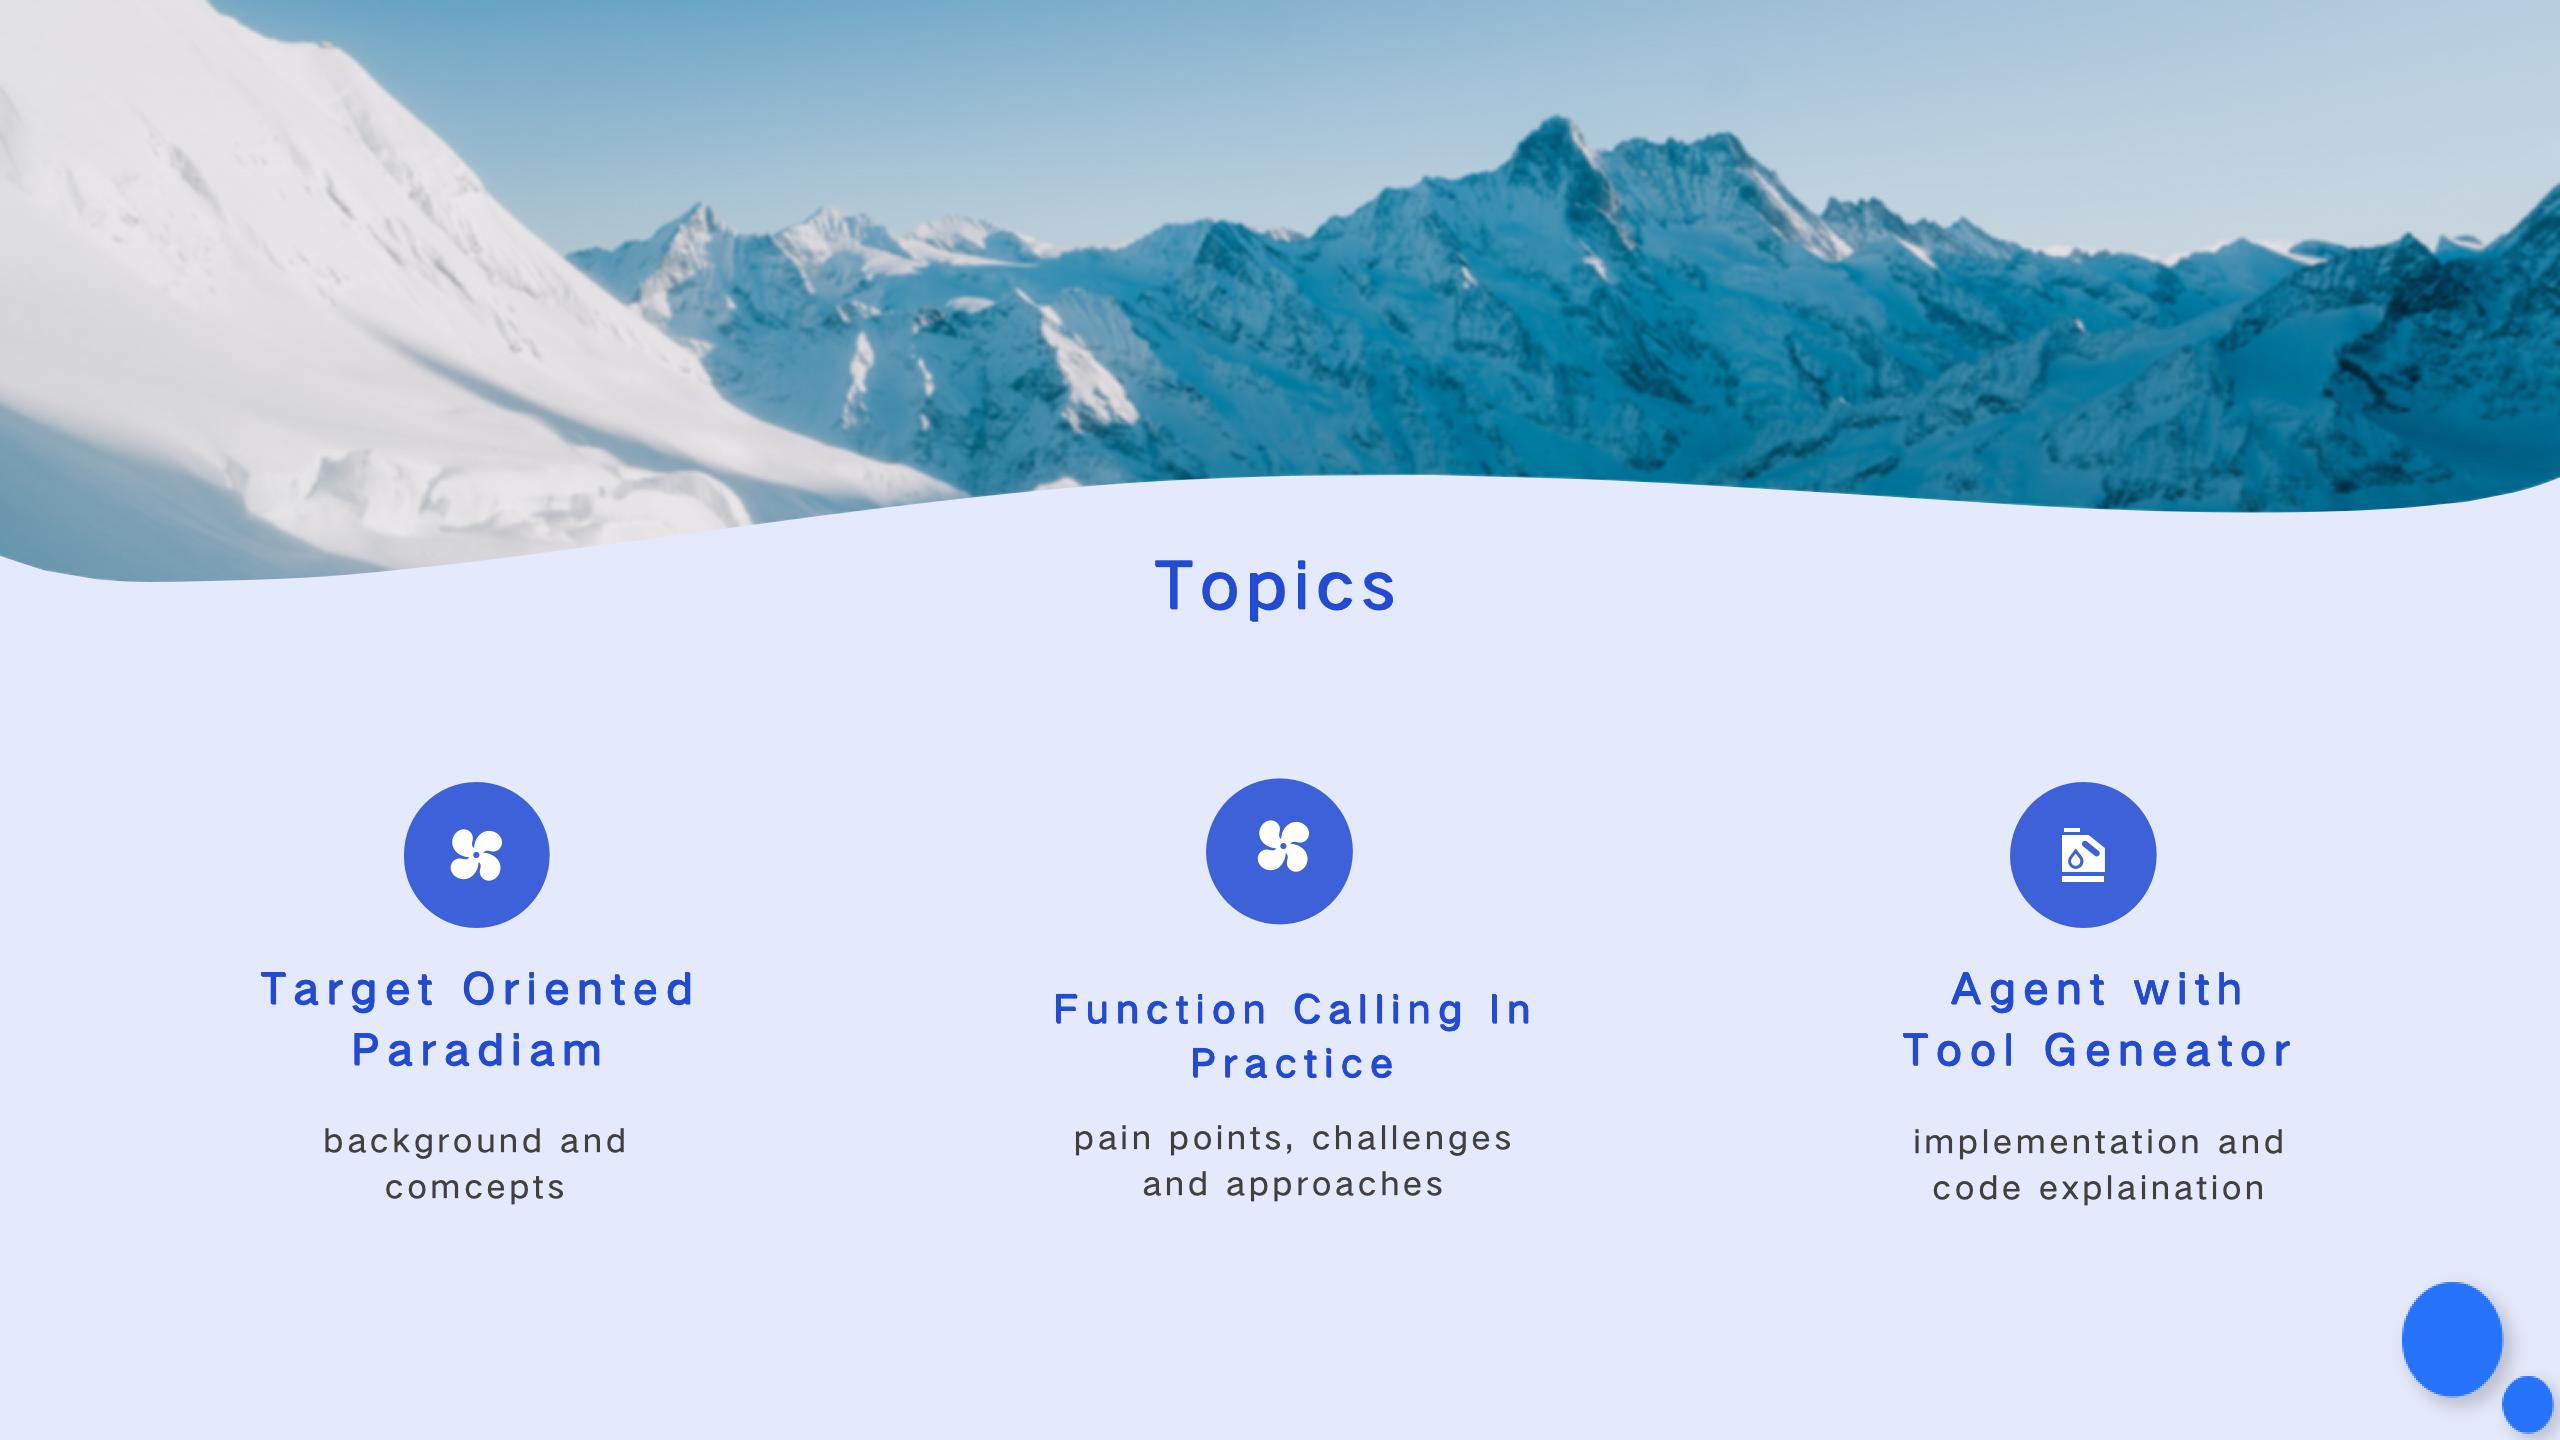 Topics
Target Oriented
Paradiam
background and
comcepts
Function Calling In
Practice
pain points, challenges
and approaches
Agent with
Tool Geneator
implementation and
code explaination